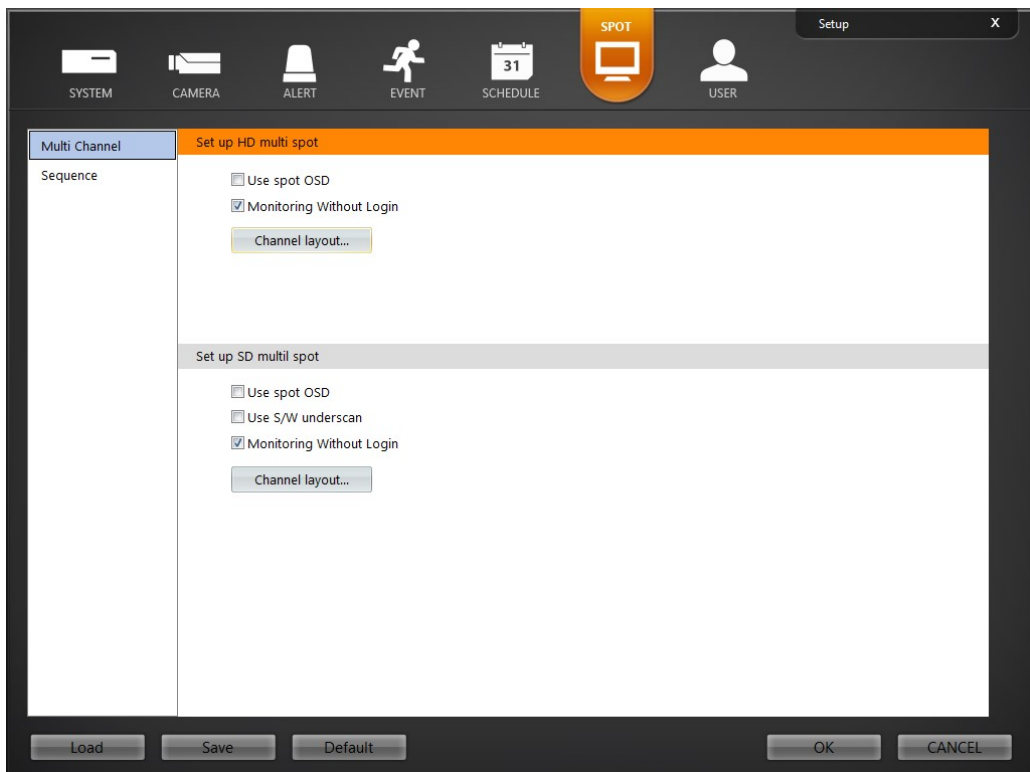 Setup X
SPOT
31
SYSTEM CAMERA ALERT EVENT SCHEDULE USER
Multi Channel
Sequence
Set up HD multi spot
Use spot OSD
Monitoring Without Login
Channel layout...
Set up SD multil spot
Use spot OSD
Use S/W underscan
Monitoring Without Login
Channel layout...
Load Save Default OK CANCEL